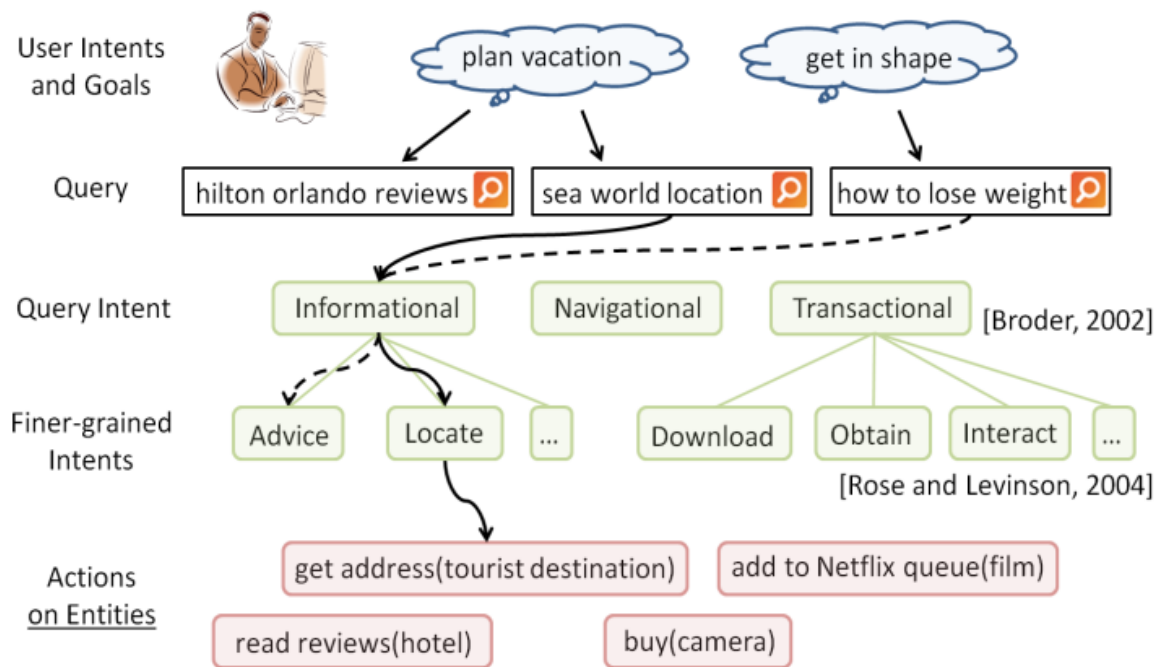 User Intents
and Goals
plan vacation
get in shape
Query
hilton orlando reviews
sea world location
how to lose weight
Query Intent
Informational
Navigational
Transactional
[Broder, 2002]
Finer-grained
Intents
Advice
Locate
...
Download
Obtain
Interact
...
[Rose and Levinson, 2004]
Actions
on Entities
get address(tourist destination)
add to Netflix queue(film)
read reviews(hotel)
buy(camera)